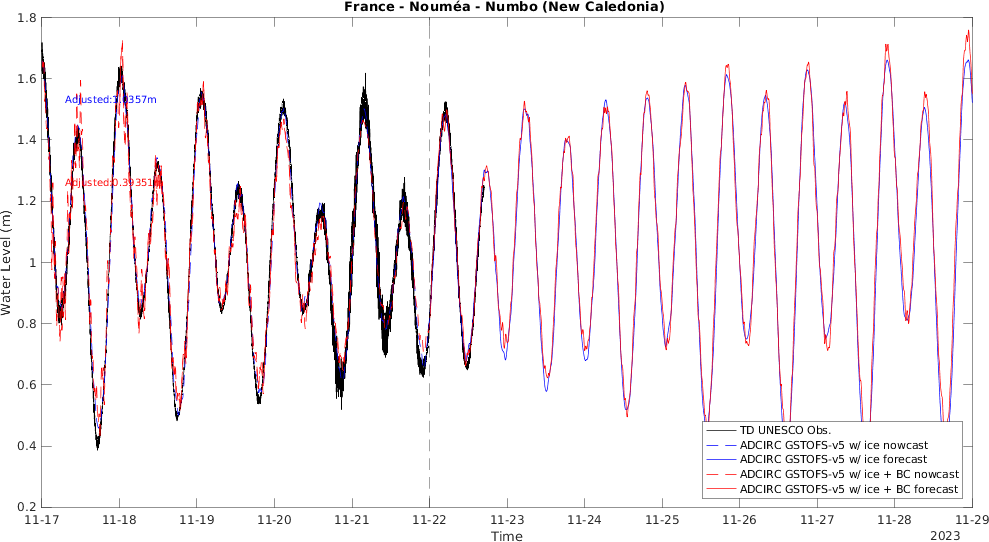 France - Nouméa - Numbo (New Caledonia)
1.8
1.6
1.4
1.2
1
0.8
0.6
0.4
0.2
Water Level (m)
Adjusted:
Adjusted:0.39351
TD UNESCO Obs.
ADCIRC GSTOFS-v5 w/ ice nowcast
ADCIRC GSTOFS-v5 w/ ice forecast
ADCIRC GSTOFS-v5 w/ ice + BC nowcast
ADCIRC GSTOFS-v5 w/ ice + BC forecast
11-17 11-18 11-19 11-20 11-21 11-22 11-23 11-24 11-25 11-26 11-27 11-28 11-29
Time
2023